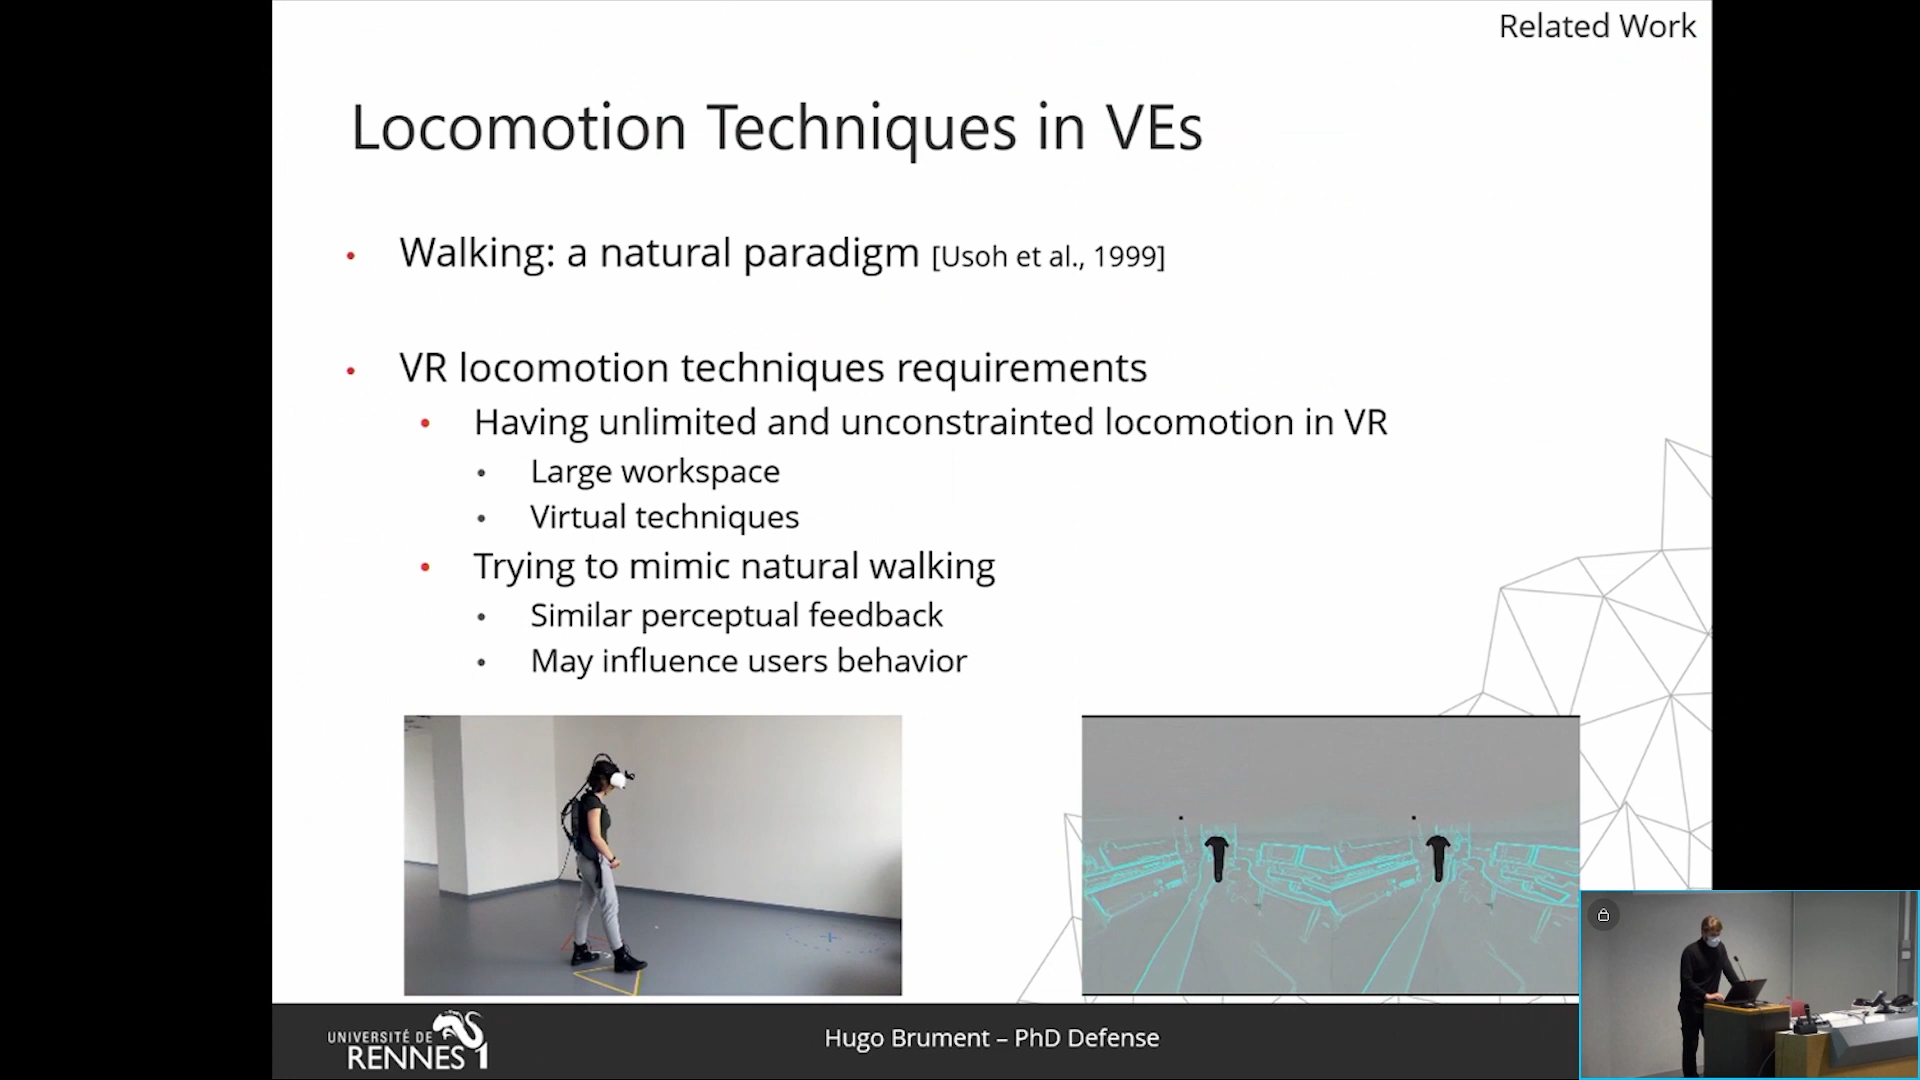 Related Work
Locomotion Techniques in VEs
• Walking: a natural paradigm [Usoh et al., 1999]
• VR locomotion techniques requirements
• Having unlimited and unconstrainted locomotion in VR
• Large workspace
• Virtual techniques
• Trying to mimic natural walking
• Similar perceptual feedback
• May influence users behavior
UNIVERSITÉ DE
RENNES 1
Hugo Brument – PhD Defense